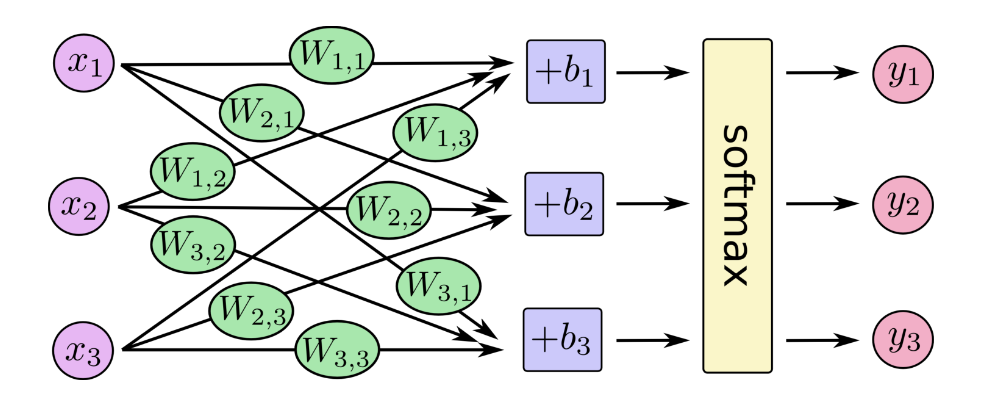 x₁
W₁,₁
+b₁
y₁
W₂,₁
W₁,₃
W₁,₂
x₂
W₂,₂
+b₂
softmax
y₂
W₃,₂
W₃,₁
W₂,₃
x₃
W₃,₃
+b₃
y₃